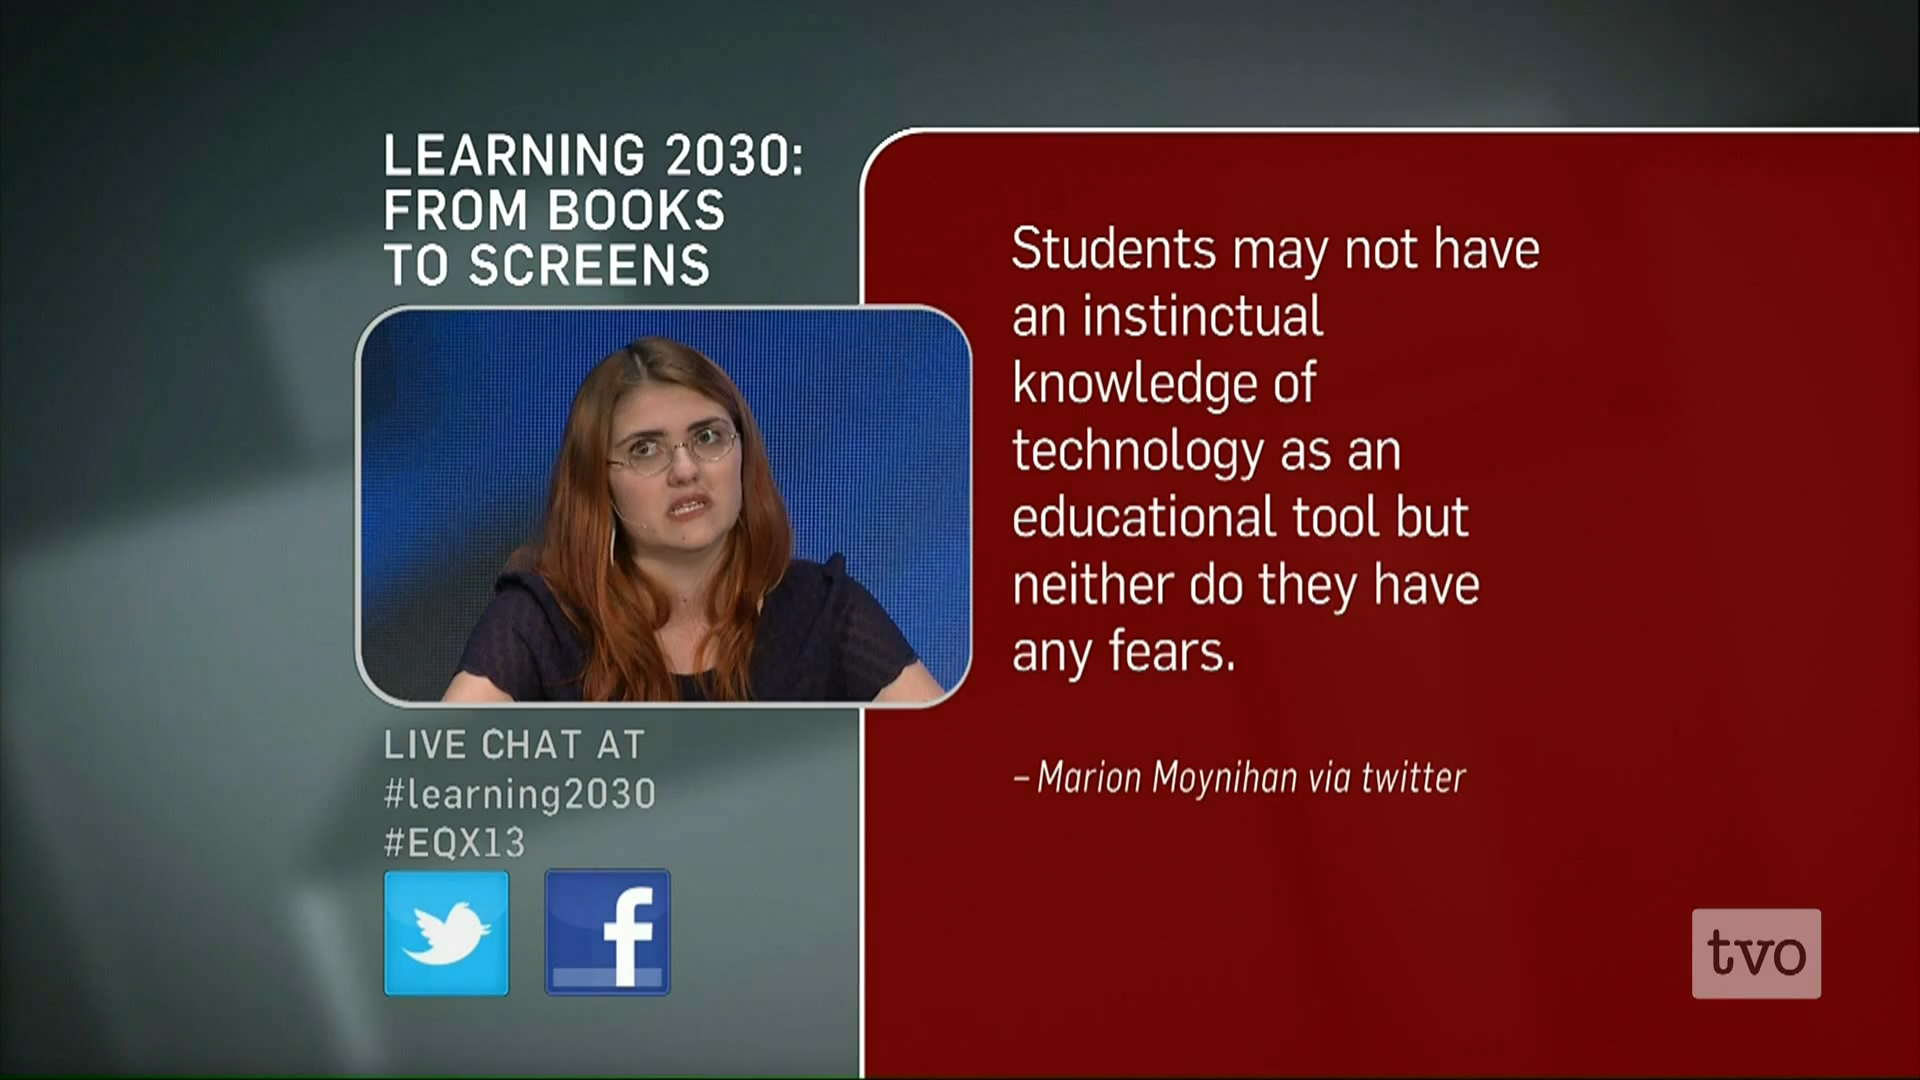 LEARNING 2030:
FROM BOOKS
TO SCREENS
LIVE CHAT AT
#learning2030
#EQX13
f
Students may not have
an instinctual
knowledge of
technology as an
educational tool but
neither do they have
any fears.
– Marion Moynihan via twitter
tvo